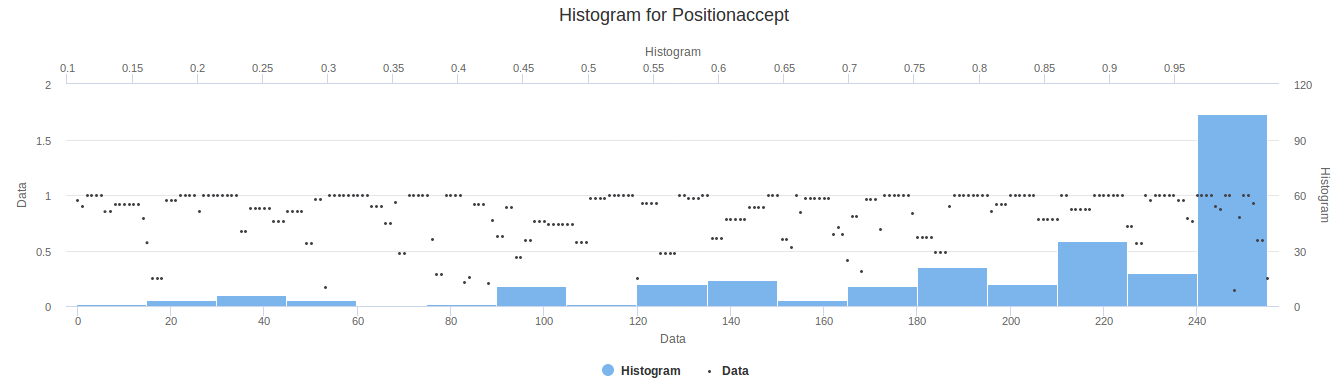 Histogram for Positionaccept
Histogram
0.1 0.15 0.2 0.25 0.3 0.35 0.4 0.45 0.5 0.55 0.6 0.65 0.7 0.75 0.8 0.85 0.9 0.95
2 120
1.5 90
1 60
Data
Histogram
0.5 30
0 0
0 20 40 60 80 100 120 140 160 180 200 220 240
Data
Histogram Data